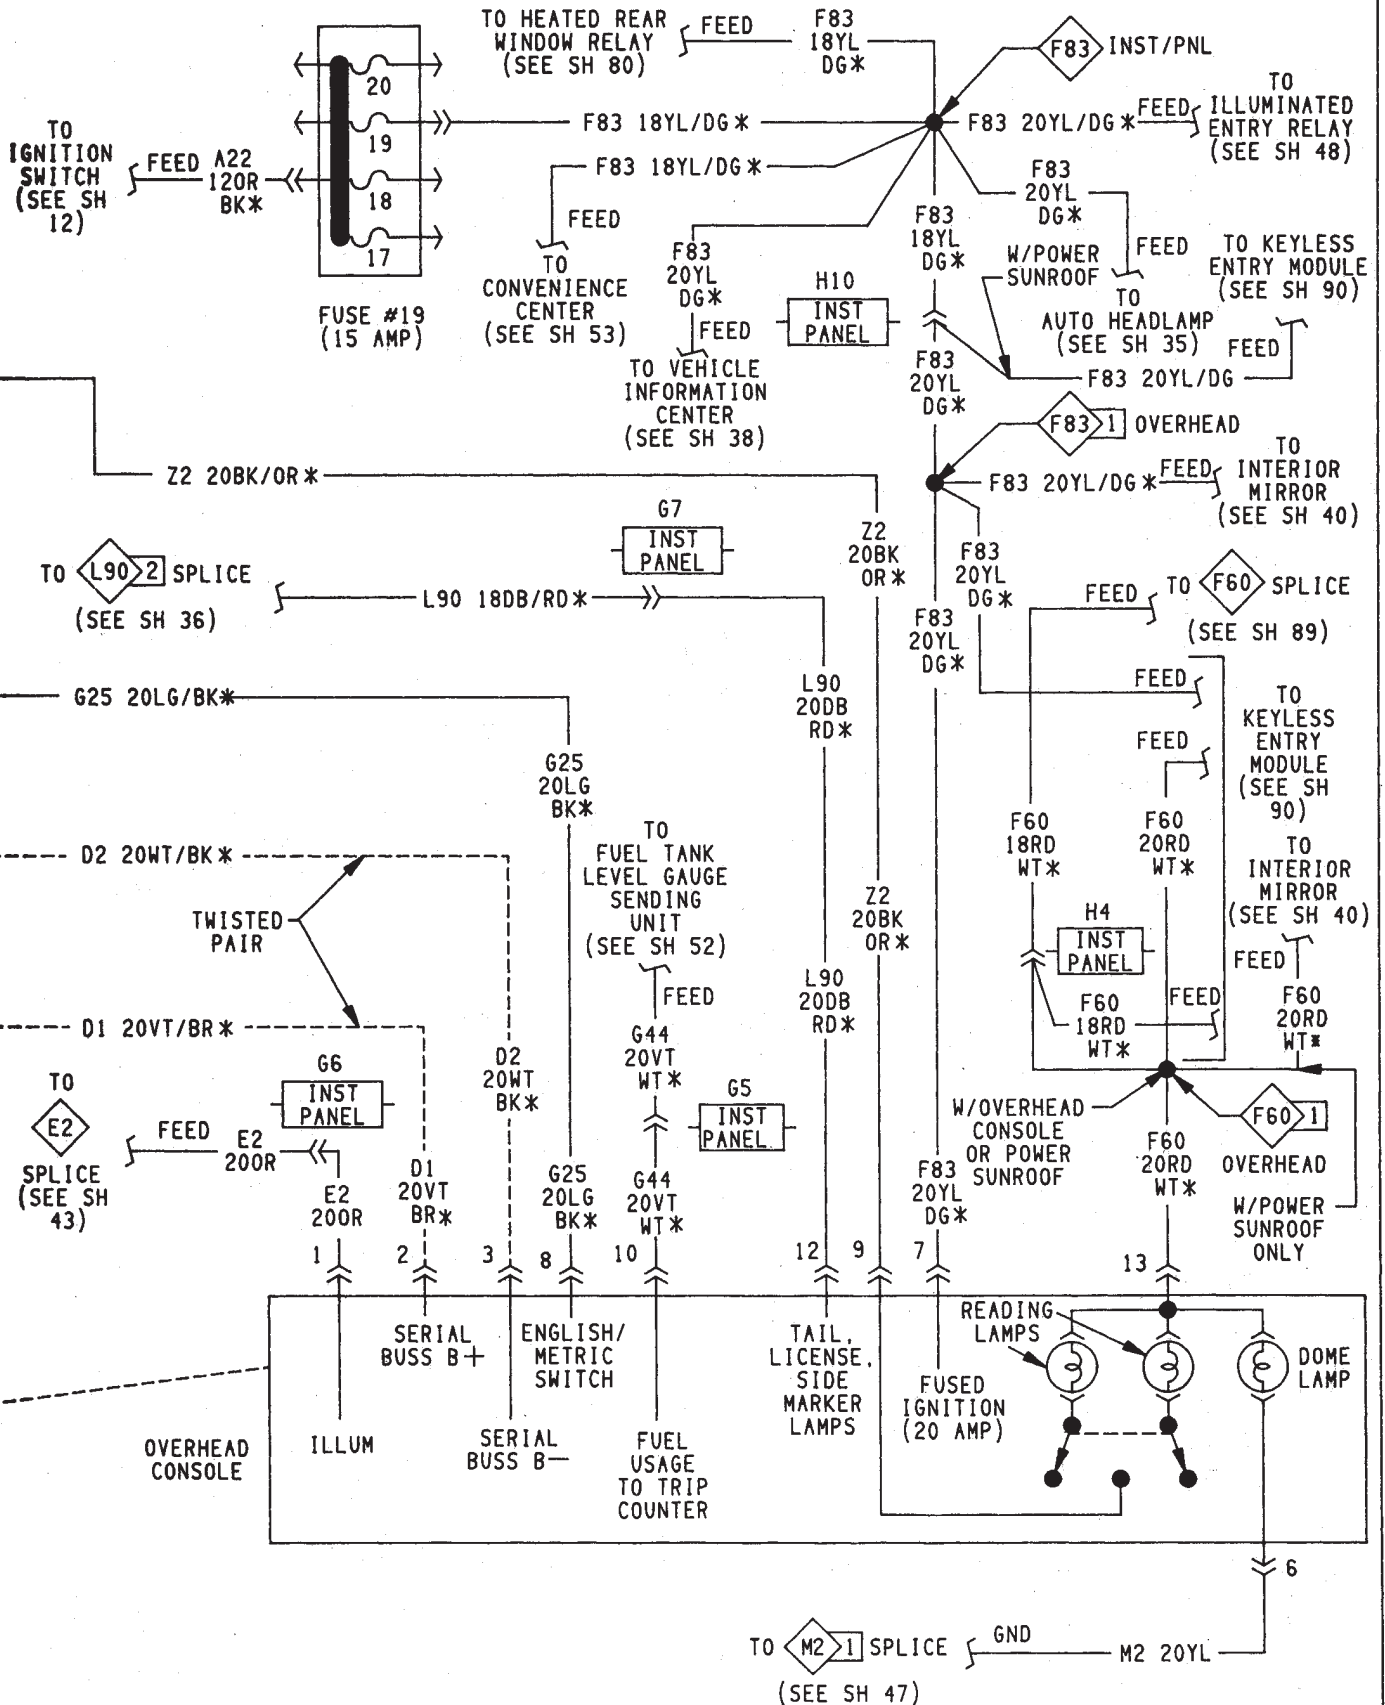 TO HEATED REAR
WINDOW RELAY
(SEE SH 80)
FEED
F83
18YL
DG*
F83
INST/PNL
TO
ILLUMINATED
ENTRY RELAY
(SEE SH 48)
FEED
F83 20YL/DG*
20
19
18
17
FUSE #19
(15 AMP)
TO
IGNITION
SWITCH
(SEE SH
12)
FEED
A22
12OR
BK*
F83 18YL/DG*
F83 18YL/DG*
FEED
TO
CONVENIENCE
CENTER
(SEE SH 53)
F83
20YL
DG*
FEED
TO VEHICLE
INFORMATION
CENTER
(SEE SH 38)
F83
18YL
DG*
F83
20YL
DG*
FEED
TO
AUTO HEADLAMP
(SEE SH 35)
W/POWER
SUNROOF
TO KEYLESS
ENTRY MODULE
(SEE SH 90)
FEED
F83 20YL/DG
H10
INST
PANEL
F83
20YL
DG*
F83
1
OVERHEAD
F83 20YL/DG*
FEED
TO
INTERIOR
MIRROR
(SEE SH 40)
Z2 20BK/OR*
Z2
20BK
OR*
F83
20YL
DG*
G7
INST
PANEL
TO
L90
2
SPLICE
(SEE SH 36)
L90 18DB/RD*
FEED
TO
F60
SPLICE
(SEE SH 89)
F83
20YL
DG*
FEED
G25 20LG/BK*
L90
20DB
RD*
TO
KEYLESS
ENTRY
MODULE
(SEE SH
90)
FEED
G25
20LG
BK*
D2 20WT/BK*
TWISTED
PAIR
TO
FUEL TANK
LEVEL GAUGE
SENDING
UNIT
(SEE SH 52)
FEED
F60
18RD
WT*
F60
20RD
WT*
TO
INTERIOR
MIRROR
(SEE SH 40)
FEED
Z2
20BK
OR*
H4
INST
PANEL
L90
20DB
RD*
F60
18RD
WT*
FEED
F60
20RD
WT*
D1 20VT/BR*
G44
20VT
WT*
D2
20WT
BK*
G6
INST
PANEL
G5
INST
PANEL
TO
E2
SPLICE
(SEE SH
43)
FEED
E2
20OR
E2
20OR
D1
20VT
BR*
G25
20LG
BK*
G44
20VT
WT*
F83
20YL
DG*
W/OVERHEAD
CONSOLE
OR POWER
SUNROOF
F60
20RD
WT*
F60
1
OVERHEAD
W/POWER
SUNROOF
ONLY
1
2
3
8
10
12
9
7
13
ILLUM
SERIAL
BUSS B+
SERIAL
BUSS B—
ENGLISH/
METRIC
SWITCH
FUEL
USAGE
TO TRIP
COUNTER
TAIL,
LICENSE,
SIDE
MARKER
LAMPS
FUSED
IGNITION
(20 AMP)
READING
LAMPS
DOME
LAMP
OVERHEAD
CONSOLE
6
TO
M2
1
SPLICE
(SEE SH 47)
GND
M2 20YL